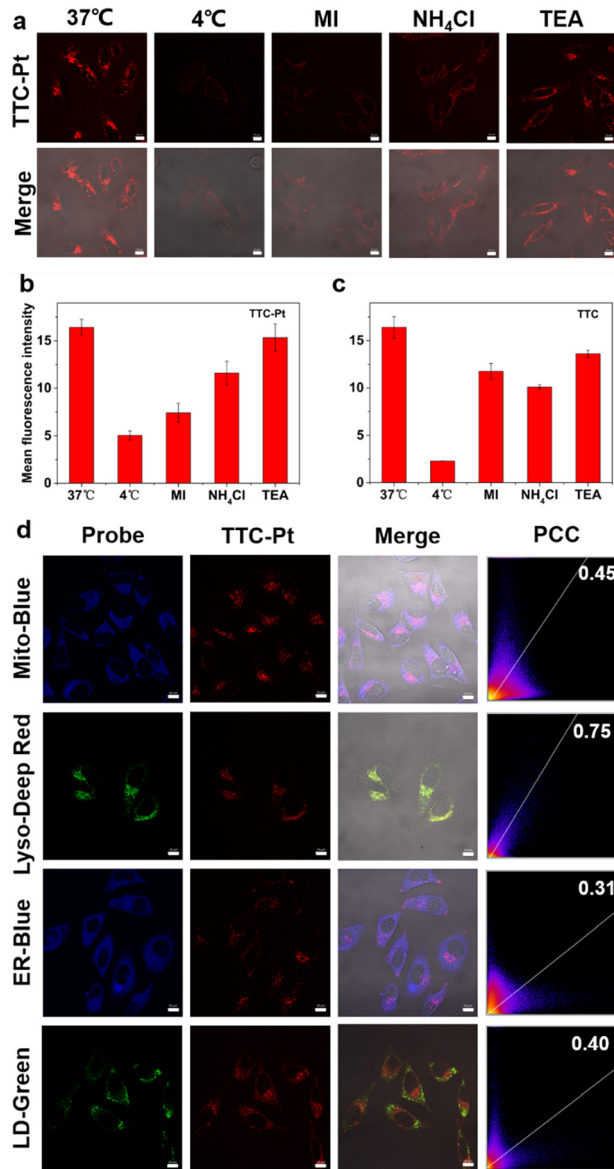 a
37℃ 4℃ MI NH₄Cl TEA
TTC-Pt
Merge
b
TTC-Pt
Mean fluorescence intensity
15
10
5
0
37℃ 4℃ MI NH₄Cl TEA
c
TTC
15
10
5
0
37℃ 4℃ MI NH₄Cl TEA
d
Probe TTC-Pt Merge PCC
Mito-Blue
0.45
Lyso-Deep Red
0.75
ER-Blue
0.31
LD-Green
0.40